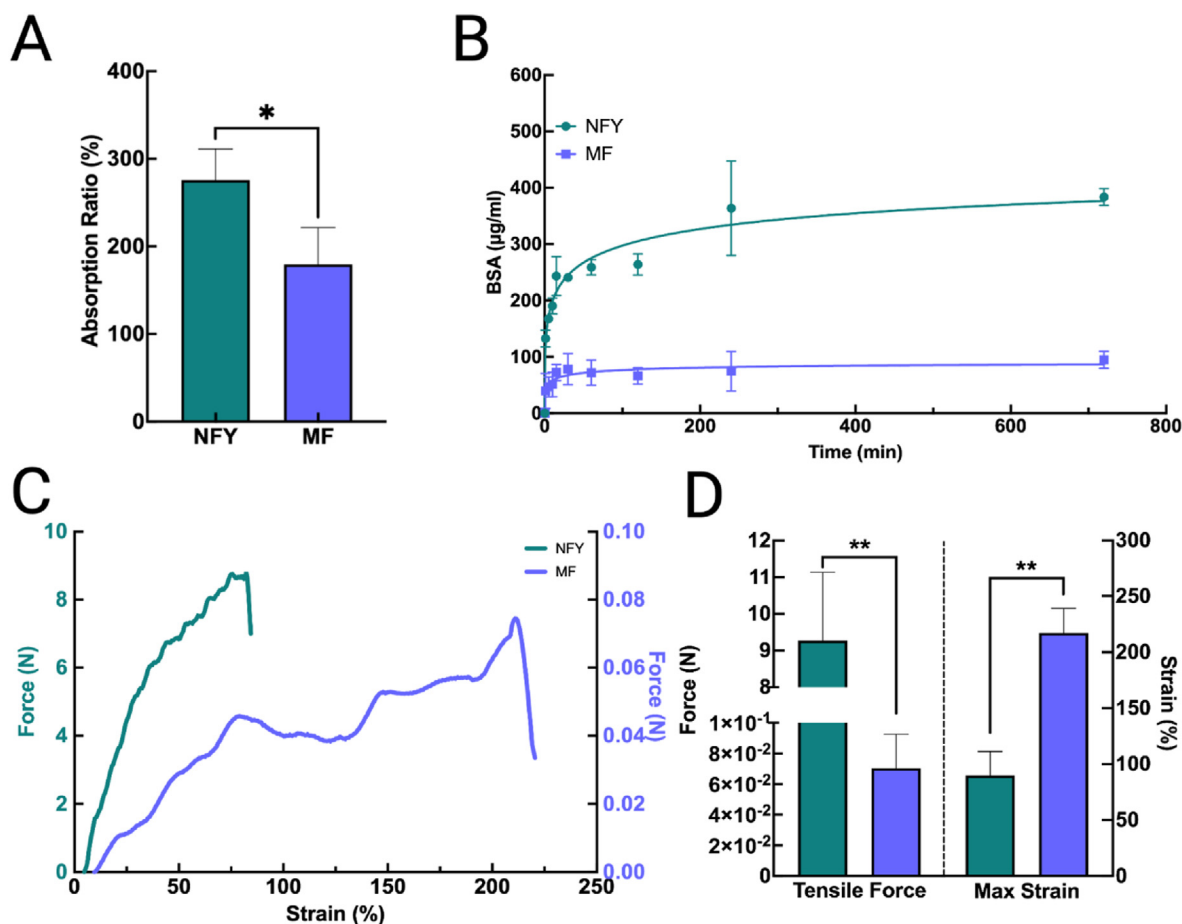 A
Absorption Ratio (%)
400
300
200
100
0
*
NFY
MF
B
BSA (µg/ml)
600
500
400
300
200
100
0
NFY
MF
0
200
400
600
800
Time (min)
C
Force (N)
10
8
6
4
2
0
NFY
MF
0.10
0.08
0.06
0.04
0.02
0.00
Force (N)
0
50
100
150
200
250
Strain (%)
D
Force (N)
12
11
10
9
8
1×10⁻¹
8×10⁻²
6×10⁻²
4×10⁻²
2×10⁻²
0
**
**
300
250
200
150
100
50
0
Strain (%)
Tensile Force
Max Strain